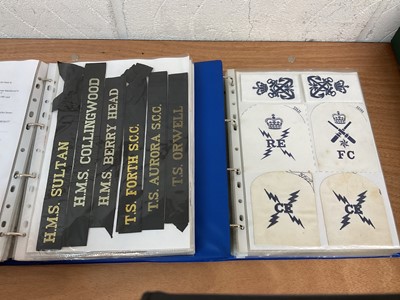 H.M.S. SULTAN
H.M.S. COLLINGWOOD
H.M.S. BERRY HEAD
T.S. FORTH S.C.C.
T.S. AURORA S.C.C.
T.S. ORWELL
RE
FC
CE
CE